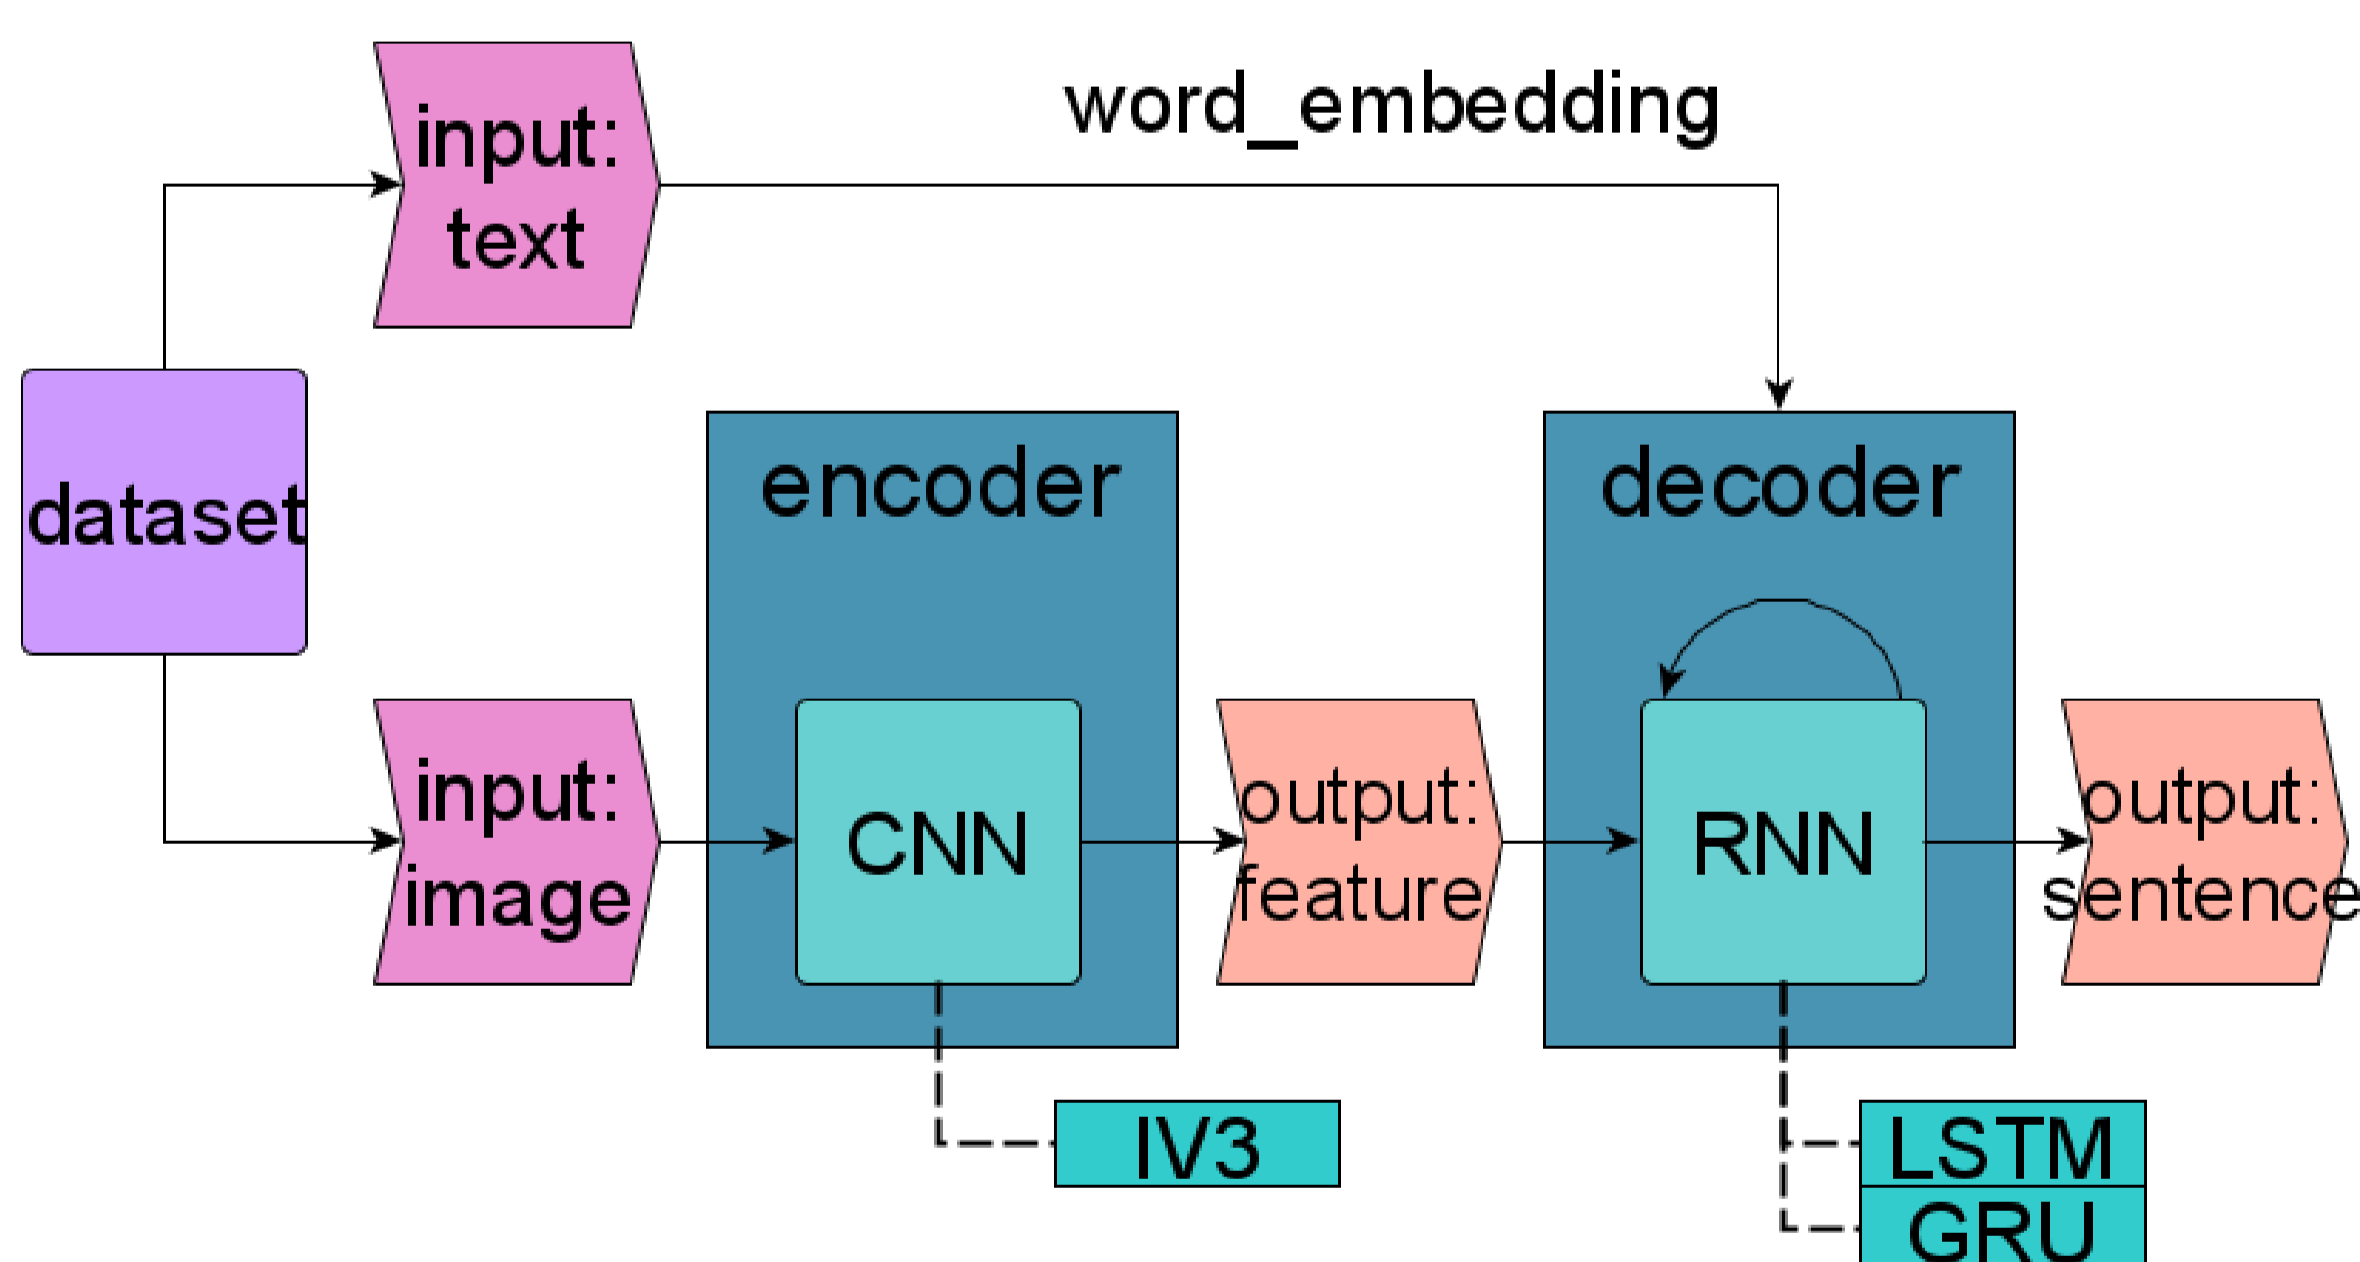 input:
text
word_embedding
dataset
encoder
decoder
input:
image
CNN
output:
feature
RNN
output:
sentence
IV3
LSTM
GRU